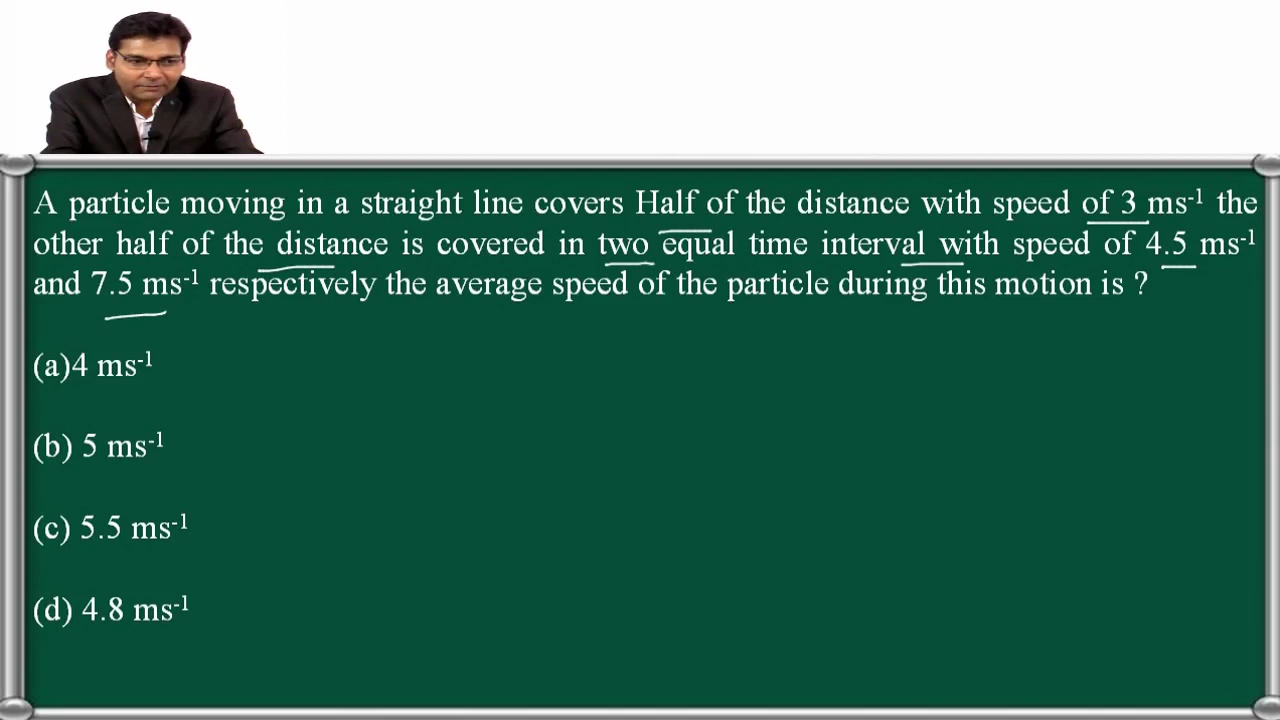 A particle moving in a straight line covers Half of the distance with speed of 3 ms⁻¹ the
other half of the distance is covered in two equal time interval with speed of 4.5 ms⁻¹
and 7.5 ms⁻¹ respectively the average speed of the particle during this motion is ?
(a)4 ms⁻¹
(b) 5 ms⁻¹
(c) 5.5 ms⁻¹
(d) 4.8 ms⁻¹